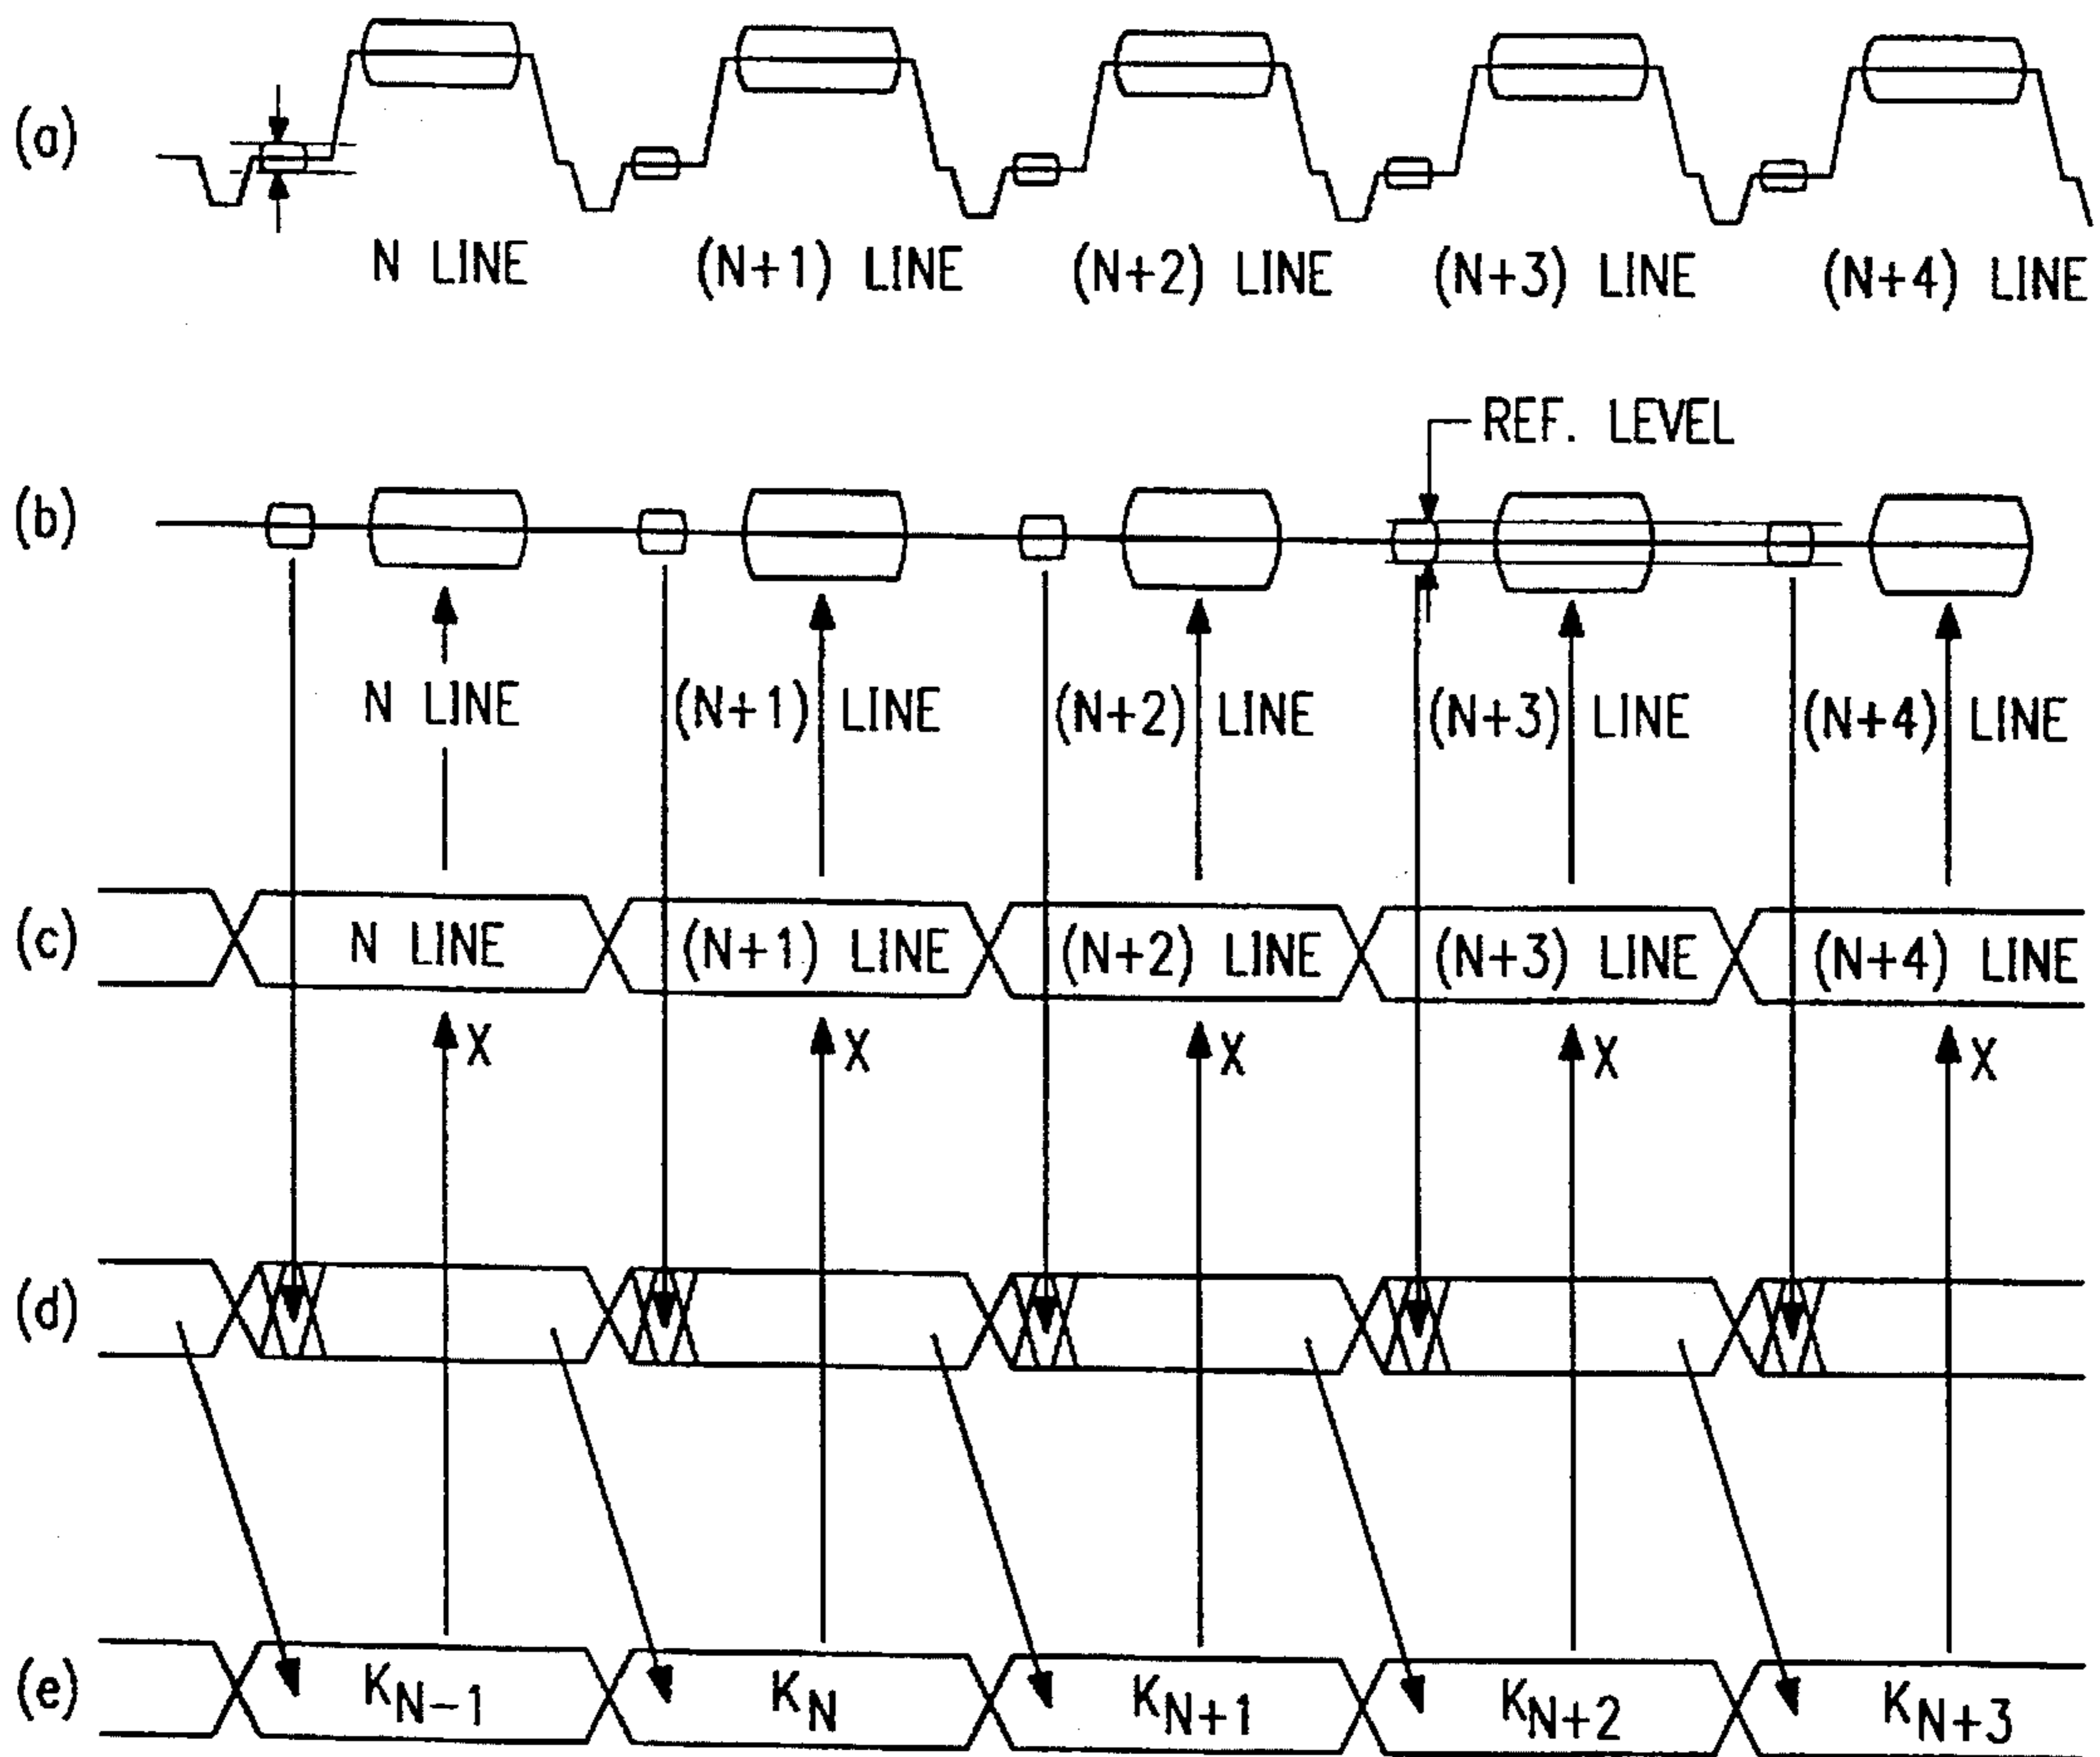 (a)
N LINE (N+1) LINE (N+2) LINE (N+3) LINE (N+4) LINE
REF. LEVEL
(b)
N LINE (N+1) LINE (N+2) LINE (N+3) LINE (N+4) LINE
(c) N LINE (N+1) LINE (N+2) LINE (N+3) LINE (N+4) LINE
X X X X X
(d)
(e) KN-1 KN KN+1 KN+2 KN+3